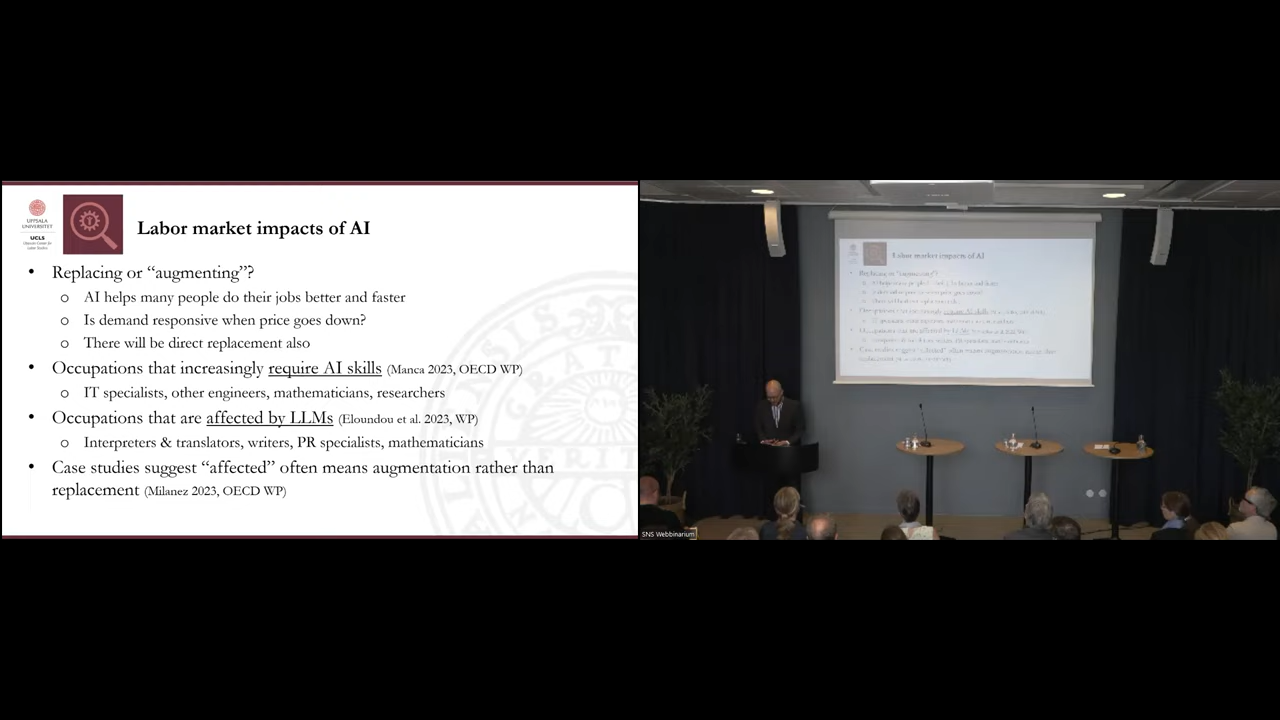 UPPSALA
UNIVERSITET
UCLS
Labor market impacts of AI
• Replacing or “augmenting”?
o AI helps many people do their jobs better and faster
o Is demand responsive when price goes down?
o There will be direct replacement also
• Occupations that increasingly require AI skills (Manca 2023, OECD WP)
o IT specialists, other engineers, mathematicians, researchers
• Occupations that are affected by LLMs (Eloundou et al. 2023, WP)
o Interpreters & translators, writers, PR specialists, mathematicians
• Case studies suggest “affected” often means augmentation rather than
replacement (Milanez 2023, OECD WP)
Labor market impacts of AI
SNS Webbinarium